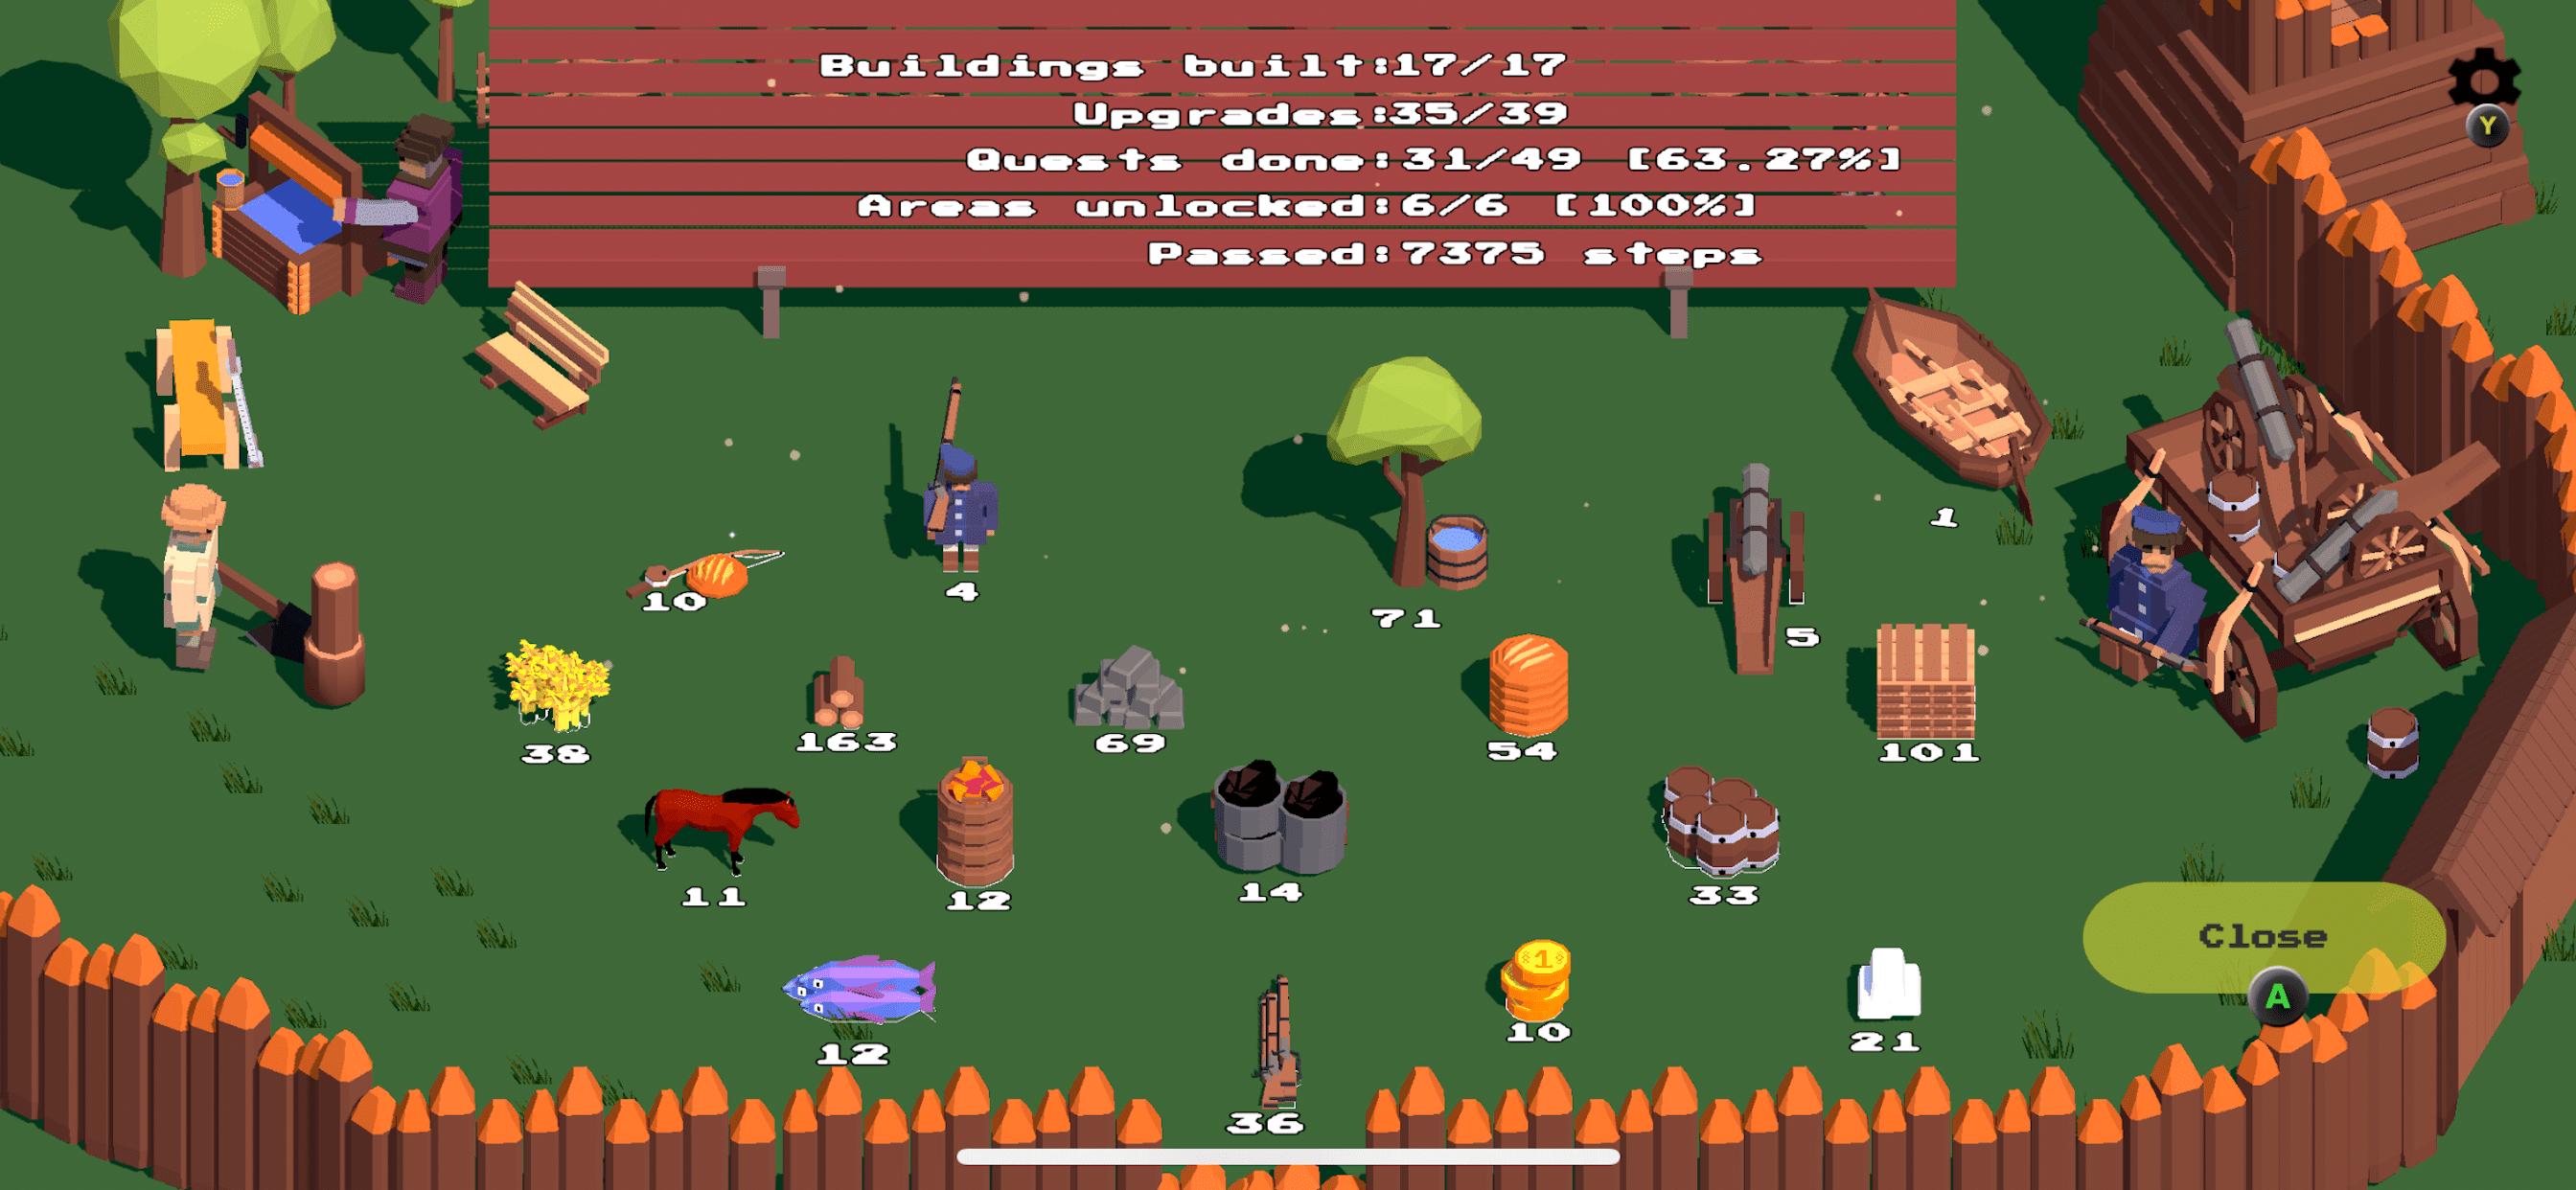 Buildings built:17/17
Upgrades:35/39
Quests done:31/49 [63.27%]
Areas unlocked:6/6 [100%]
Passed:7375 steps
Y
1
10
4
71
5
38
163
69
54
101
11
12
14
33
Close
A
12
36
1
10
21